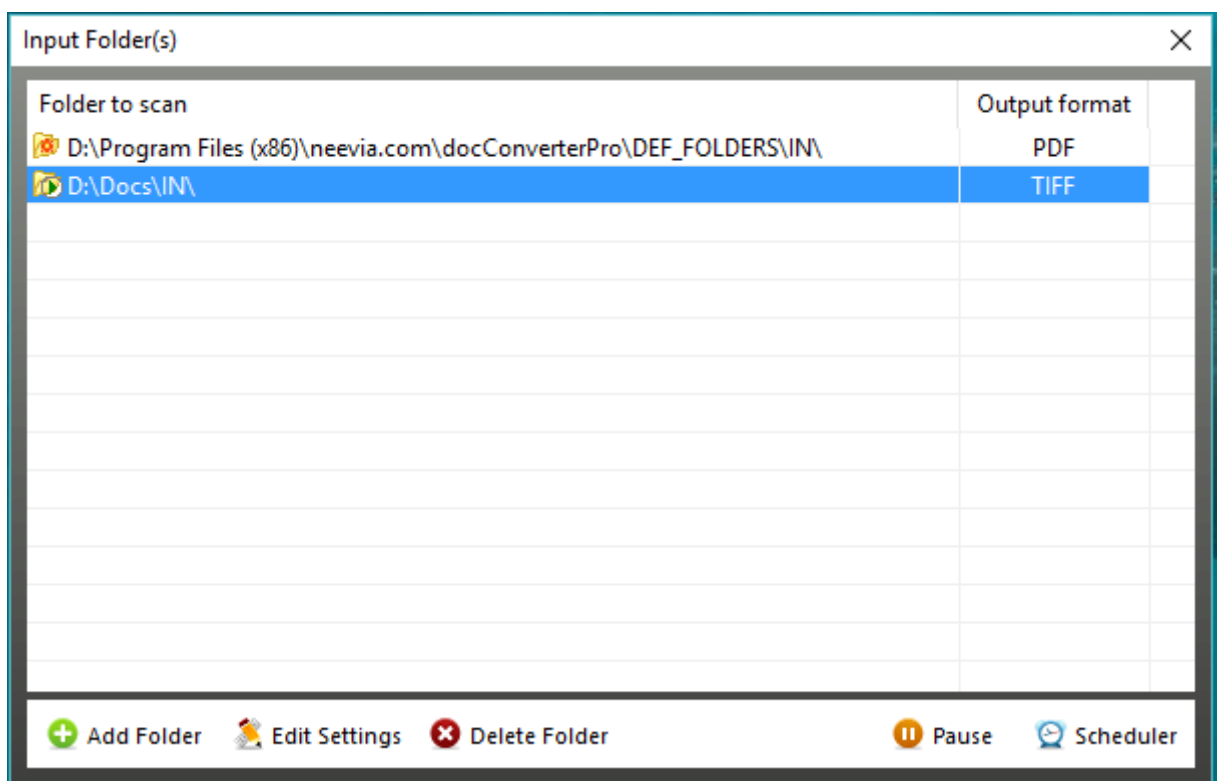 Input Folder(s)
Folder to scan Output format
D:\Program Files (x86)\neevia.com\docConverterPro\DEF_FOLDERS\IN\ PDF
D:\Docs\IN\ TIFF
Add Folder Edit Settings Delete Folder Pause Scheduler